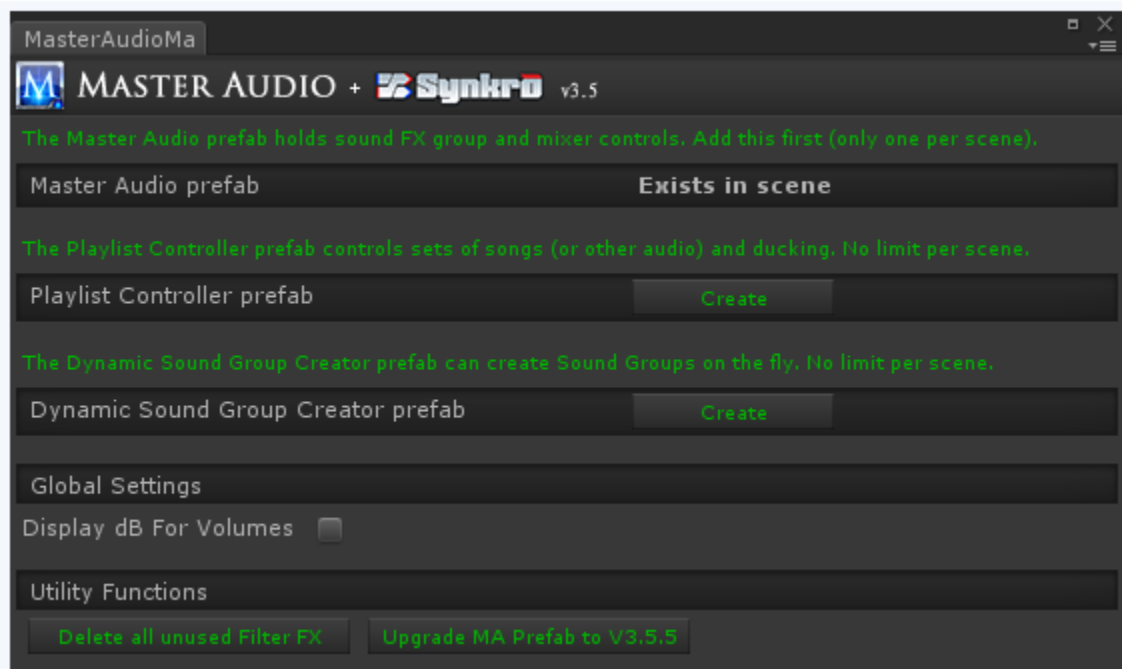 MasterAudioMa
M MASTER AUDIO + Synkro v3.5
The Master Audio prefab holds sound FX group and mixer controls. Add this first (only one per scene).
Master Audio prefab Exists in scene
The Playlist Controller prefab controls sets of songs (or other audio) and ducking. No limit per scene.
Playlist Controller prefab Create
The Dynamic Sound Group Creator prefab can create Sound Groups on the fly. No limit per scene.
Dynamic Sound Group Creator prefab Create
Global Settings
Display dB For Volumes
Utility Functions
Delete all unused Filter FX Upgrade MA Prefab to V3.5.5